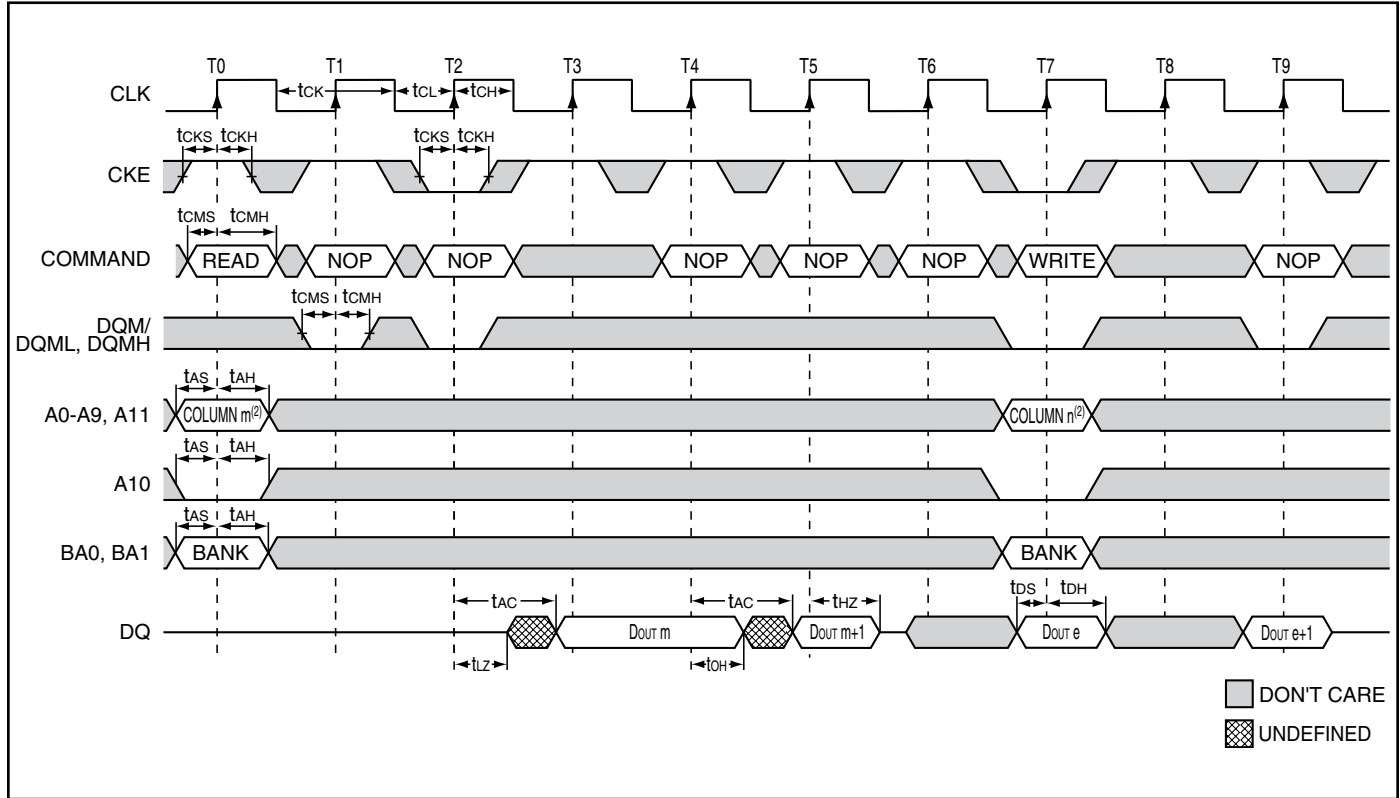 T0 T1 T2 T3 T4 T5 T6 T7 T8 T9
CLK tCK tCL tCH
tCKS tCKH tCKS tCKH
CKE
tCMS tCMH
COMMAND READ NOP NOP NOP NOP NOP WRITE NOP
tCMS tCMH
DQM/
DQML, DQMH
tAS tAH
A0-A9, A11 COLUMN m(2) COLUMN n(2)
tAS tAH
A10
tAS tAH
BA0, BA1 BANK BANK
tAC tAC tHZ tDS tDH
DQ DOUT m DOUT m+1 DOUT e DOUT e+1
tLZ tOH
DON'T CARE
UNDEFINED